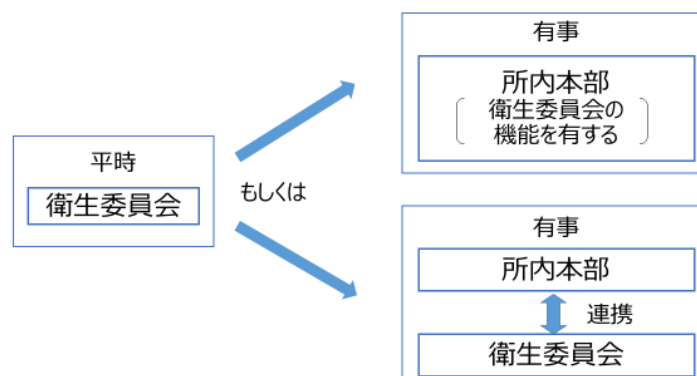 平時
衛生委員会
もしくは
有事
所内本部
衛生委員会の
機能を有する
有事
所内本部
連携
衛生委員会